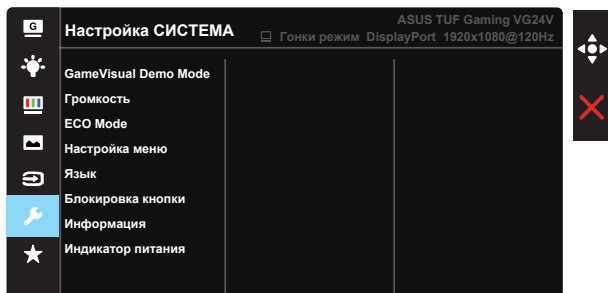 G
Настройка СИСТЕМА
ASUS TUF Gaming VG24V
Гонки режим DisplayPort 1920x1080@120Hz
GameVisual Demo Mode
Громкость
ECO Mode
Настройка меню
Язык
Блокировка кнопки
Информация
Индикатор питания